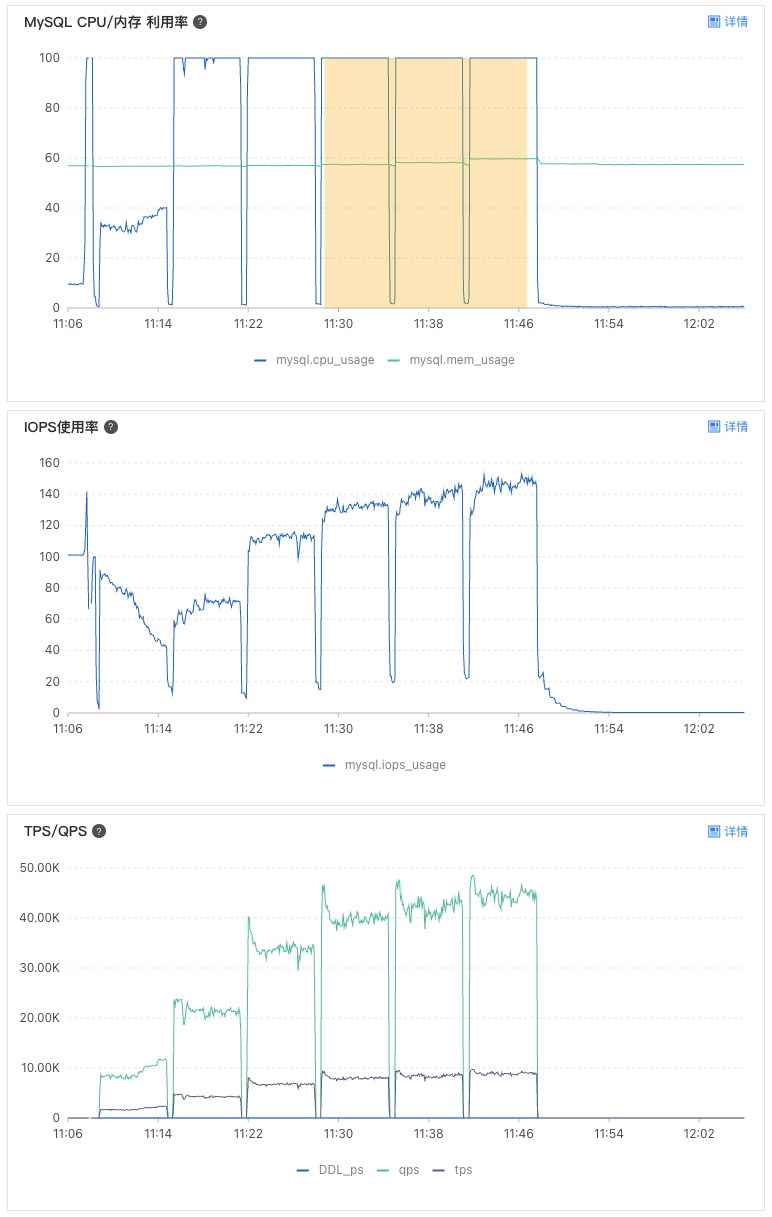 MySQL CPU/内存 利用率 ?
详情
100
80
60
40
20
0
11:06 11:14 11:22 11:30 11:38 11:46 11:54 12:02
mysql.cpu_usage mysql.mem_usage
IOPS使用率 ?
详情
160
140
120
100
80
60
40
20
0
11:06 11:14 11:22 11:30 11:38 11:46 11:54 12:02
mysql.iops_usage
TPS/QPS ?
详情
50.00K
40.00K
30.00K
20.00K
10.00K
0
11:06 11:14 11:22 11:30 11:38 11:46 11:54 12:02
DDL_ps qps tps